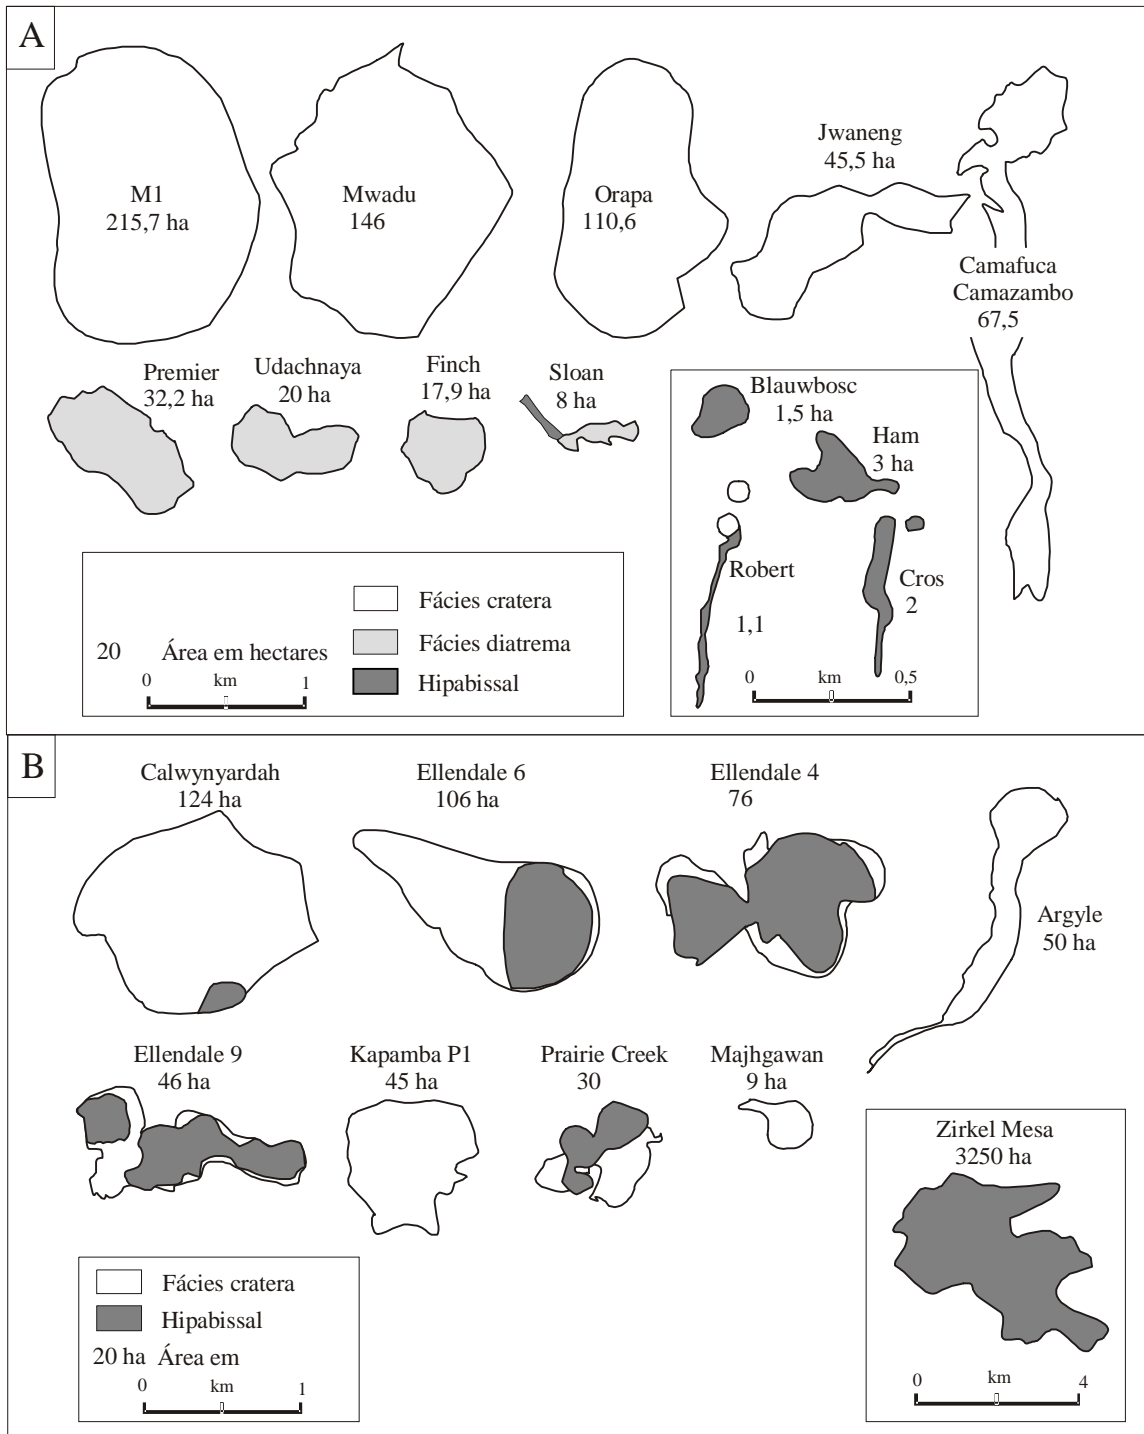 A
M1
215,7 ha
Mwadu
146
Orapa
110,6
Jwaneng
45,5 ha
Camafuca
Camazambo
67,5
Premier
32,2 ha
Udachnaya
20 ha
Finch
17,9 ha
Sloan
8 ha
Blauwbosc
1,5 ha
Ham
3 ha
Robert
1,1
Cros
2
0 km 0,5
Fácies cratera
Fácies diatrema
Hipabissal
20 Área em hectares
0 km 1
B
Calwynyardah
124 ha
Ellendale 6
106 ha
Ellendale 4
76
Argyle
50 ha
Ellendale 9
46 ha
Kapamba P1
45 ha
Prairie Creek
30
Majhgawan
9 ha
Zirkel Mesa
3250 ha
0 km 4
Fácies cratera
Hipabissal
20 ha Área em
0 km 1